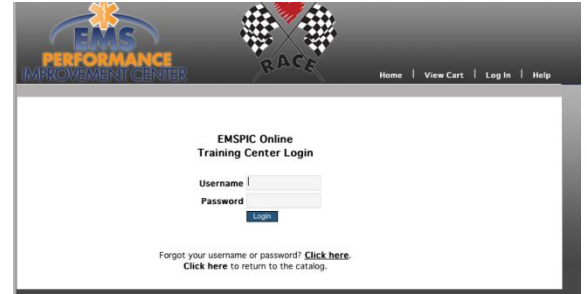 EMS
PERFORMANCE
IMPROVEMENT CENTER
RACE
Home | View Cart | Log In | Help
EMSPIC Online
Training Center Login
Username
Password
Login
Forgot your username or password? Click here.
Click here to return to the catalog.